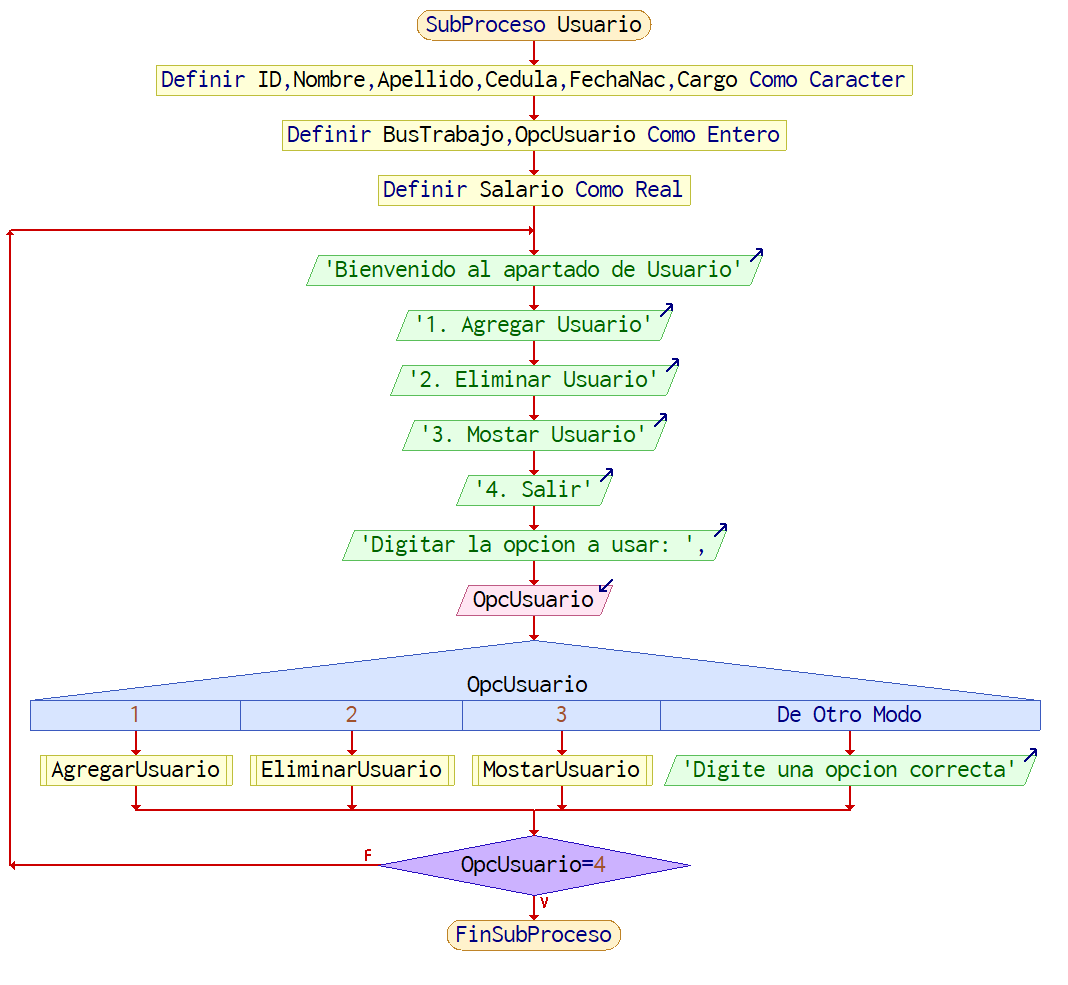 SubProceso Usuario
Definir ID,Nombre,Apellido,Cedula,FechaNac,Cargo Como Caracter
Definir BusTrabajo,OpcUsuario Como Entero
Definir Salario Como Real
'Bienvenido al apartado de Usuario'
'1. Agregar Usuario'
'2. Eliminar Usuario'
'3. Mostar Usuario'
'4. Salir'
'Digitar la opcion a usar: ',
OpcUsuario
OpcUsuario
1 2 3 De Otro Modo
AgregarUsuario EliminarUsuario MostarUsuario 'Digite una opcion correcta'
F
OpcUsuario=4
V
FinSubProceso